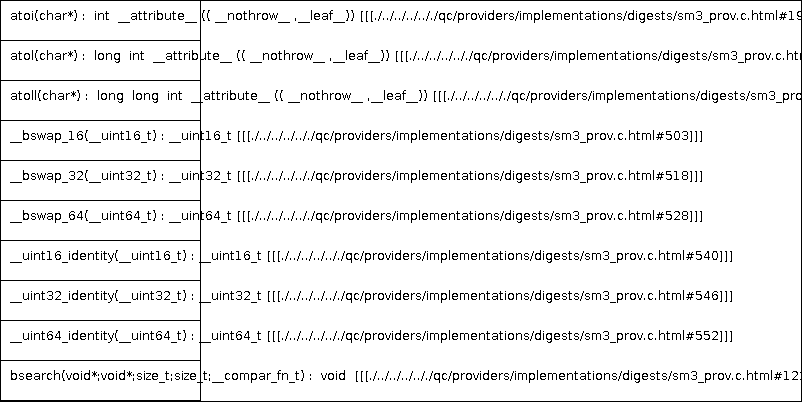 atoi(char*) : int __attribute__ (( __nothrow__ ,__leaf__)) [[[./../../../../qc/providers/implementations/digests/sm3_prov.c.html#19
atol(char*) : long int __attribute__ (( __nothrow__ ,__leaf__)) [[[./../../../../qc/providers/implementations/digests/sm3_prov.c.htm
atoll(char*) : long long int __attribute__ (( __nothrow__ ,__leaf__)) [[[./../../../../qc/providers/implementations/digests/sm3_pro
__bswap_16(__uint16_t) : __uint16_t [[[./../../../../qc/providers/implementations/digests/sm3_prov.c.html#503]]]
__bswap_32(__uint32_t) : __uint32_t [[[./../../../../qc/providers/implementations/digests/sm3_prov.c.html#518]]]
__bswap_64(__uint64_t) : __uint64_t [[[./../../../../qc/providers/implementations/digests/sm3_prov.c.html#528]]]
__uint16_identity(__uint16_t) : __uint16_t [[[./../../../../qc/providers/implementations/digests/sm3_prov.c.html#540]]]
__uint32_identity(__uint32_t) : __uint32_t [[[./../../../../qc/providers/implementations/digests/sm3_prov.c.html#546]]]
__uint64_identity(__uint64_t) : __uint64_t [[[./../../../../qc/providers/implementations/digests/sm3_prov.c.html#552]]]
bsearch(void*;void*;size_t;size_t;__compar_fn_t) : void [[[./../../../../qc/providers/implementations/digests/sm3_prov.c.html#12